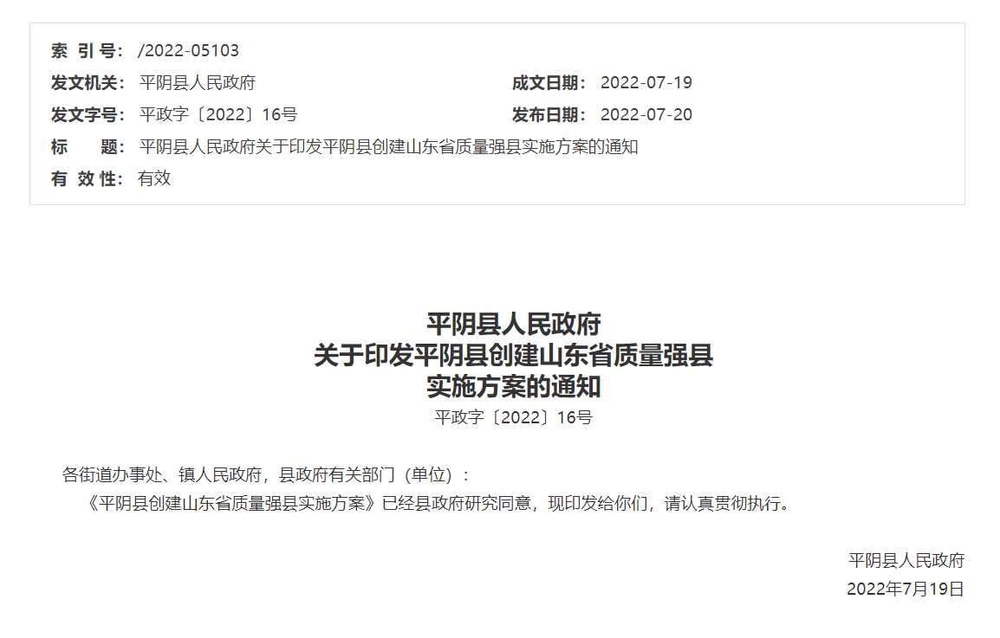 索 引 号： /2022-05103
发文机关： 平阴县人民政府 成文日期： 2022-07-19
发文字号： 平政字〔2022〕16号 发布日期： 2022-07-20
标 题： 平阴县人民政府关于印发平阴县创建山东省质量强县实施方案的通知
有 效 性： 有效
平阴县人民政府
关于印发平阴县创建山东省质量强县
实施方案的通知
平政字〔2022〕16号
各街道办事处、镇人民政府，县政府有关部门（单位）：
《平阴县创建山东省质量强县实施方案》已经县政府研究同意，现印发给你们，请认真贯彻执行。
平阴县人民政府
2022年7月19日